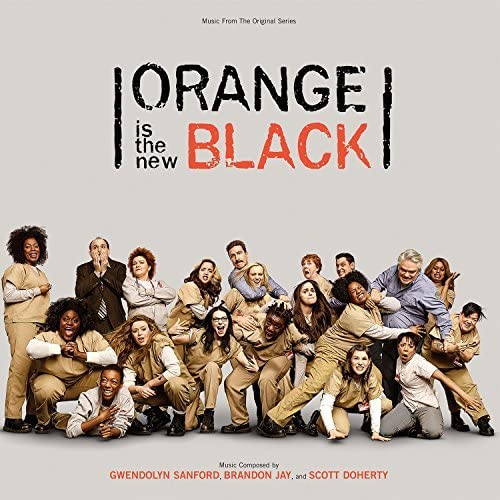 Music From The Original Series
ORANGE
is the new BLACK
Music Composed by
GWENDOLYN SANFORD, BRANDON JAY, and SCOTT DOHERTY